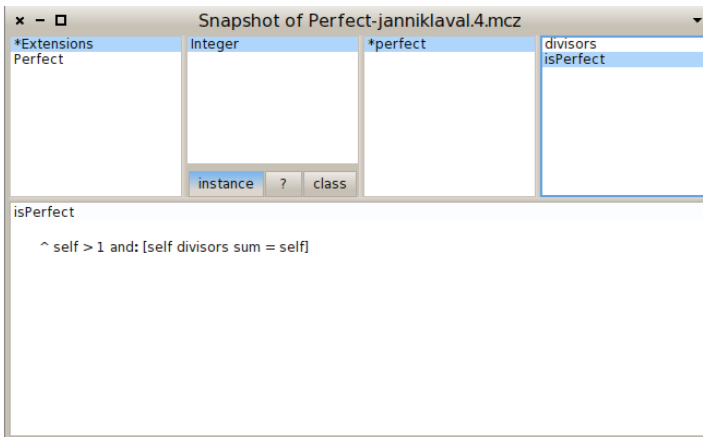 Snapshot of Perfect-janniklaval.4.mcz
*Extensions
Perfect
Integer
instance ? class
*perfect
divisors
isPerfect
isPerfect
^ self > 1 and: [self divisors sum = self]